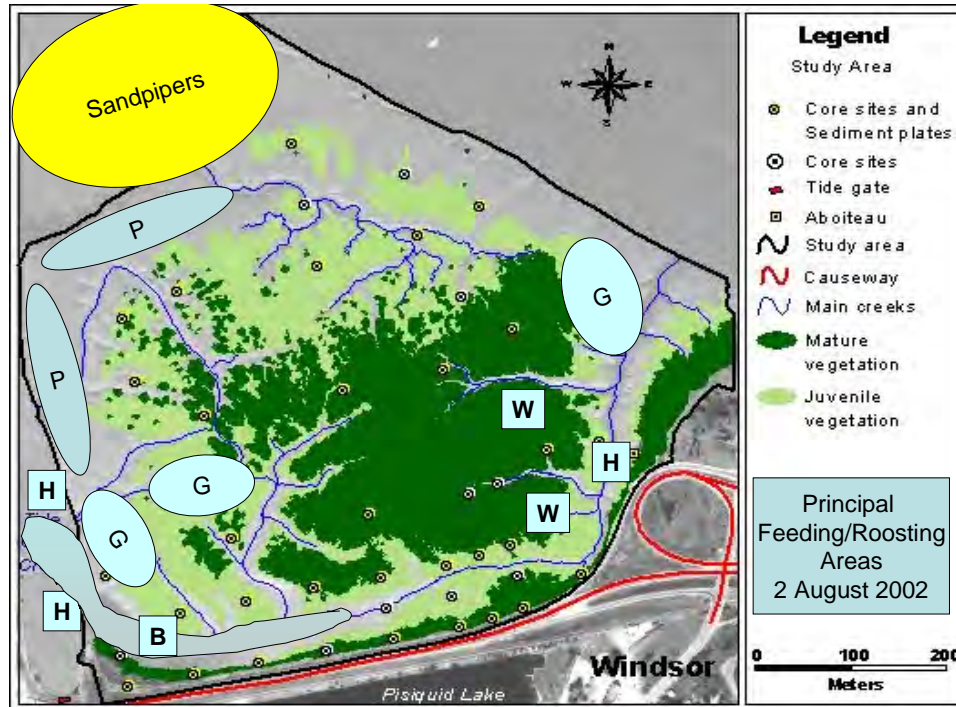 Sandpipers
P
P
G
G
G
W
W
H
H
H
B
N
W
E
S
Tide
Windsor
Pisiquid Lake
Legend
Study Area
Core sites and
Sediment plates
Core sites
Tide gate
Aboiteau
Study area
Causeway
Main creeks
Mature
vegetation
Juvenile
vegetation
Principal
Feeding/Roosting
Areas
2 August 2002
0 100 200
Meters